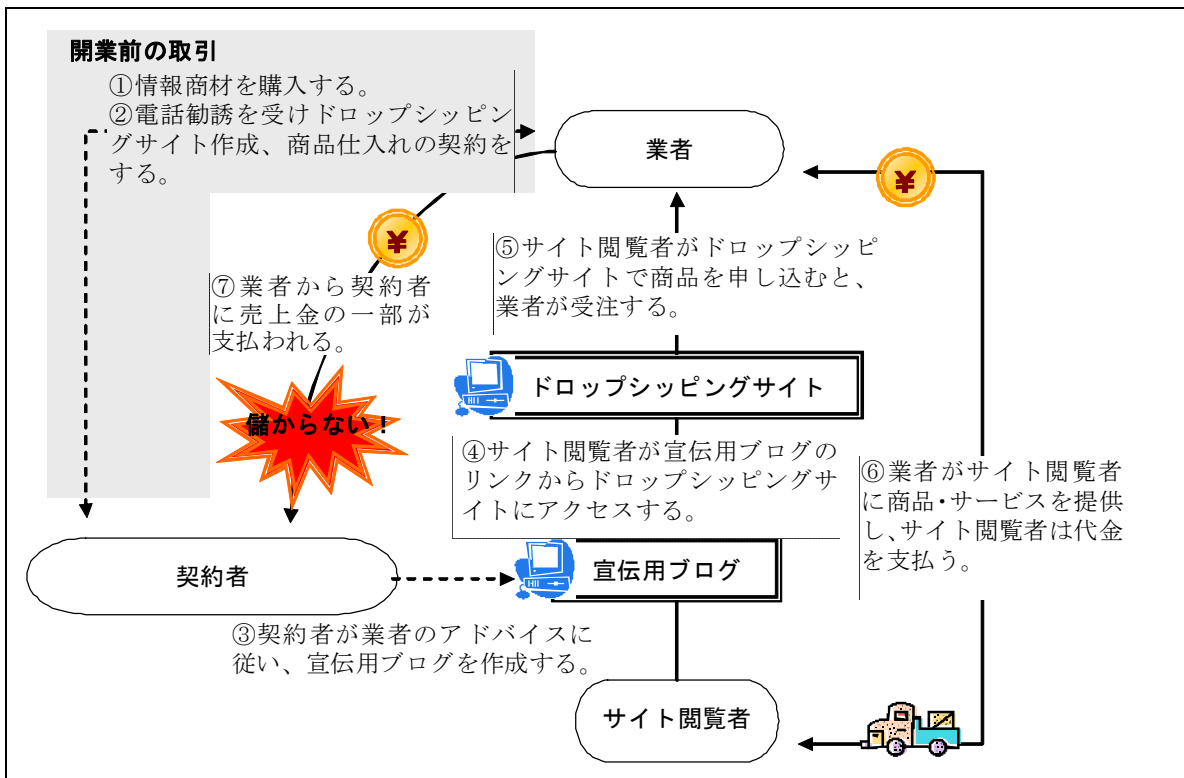 開業前の取引
①情報商材を購入する。
②電話勧誘を受けドロップシッピン
グサイト作成、商品仕入れの契約を
する。
業者
¥
¥
⑤サイト閲覧者がドロップシッピ
ングサイトで商品を申し込むと、
業者が受注する。
⑦業者から契約者
に売上金の一部が
支払われる。
ドロップシッピングサイト
儲からない！
④サイト閲覧者が宣伝用ブログの
リンクからドロップシッピングサ
イトにアクセスする。
⑥業者がサイト閲覧者
に商品・サービスを提供
し、サイト閲覧者は代金
を支払う。
契約者
宣伝用ブログ
③契約者が業者のアドバイスに
従い、宣伝用ブログを作成する。
サイト閲覧者